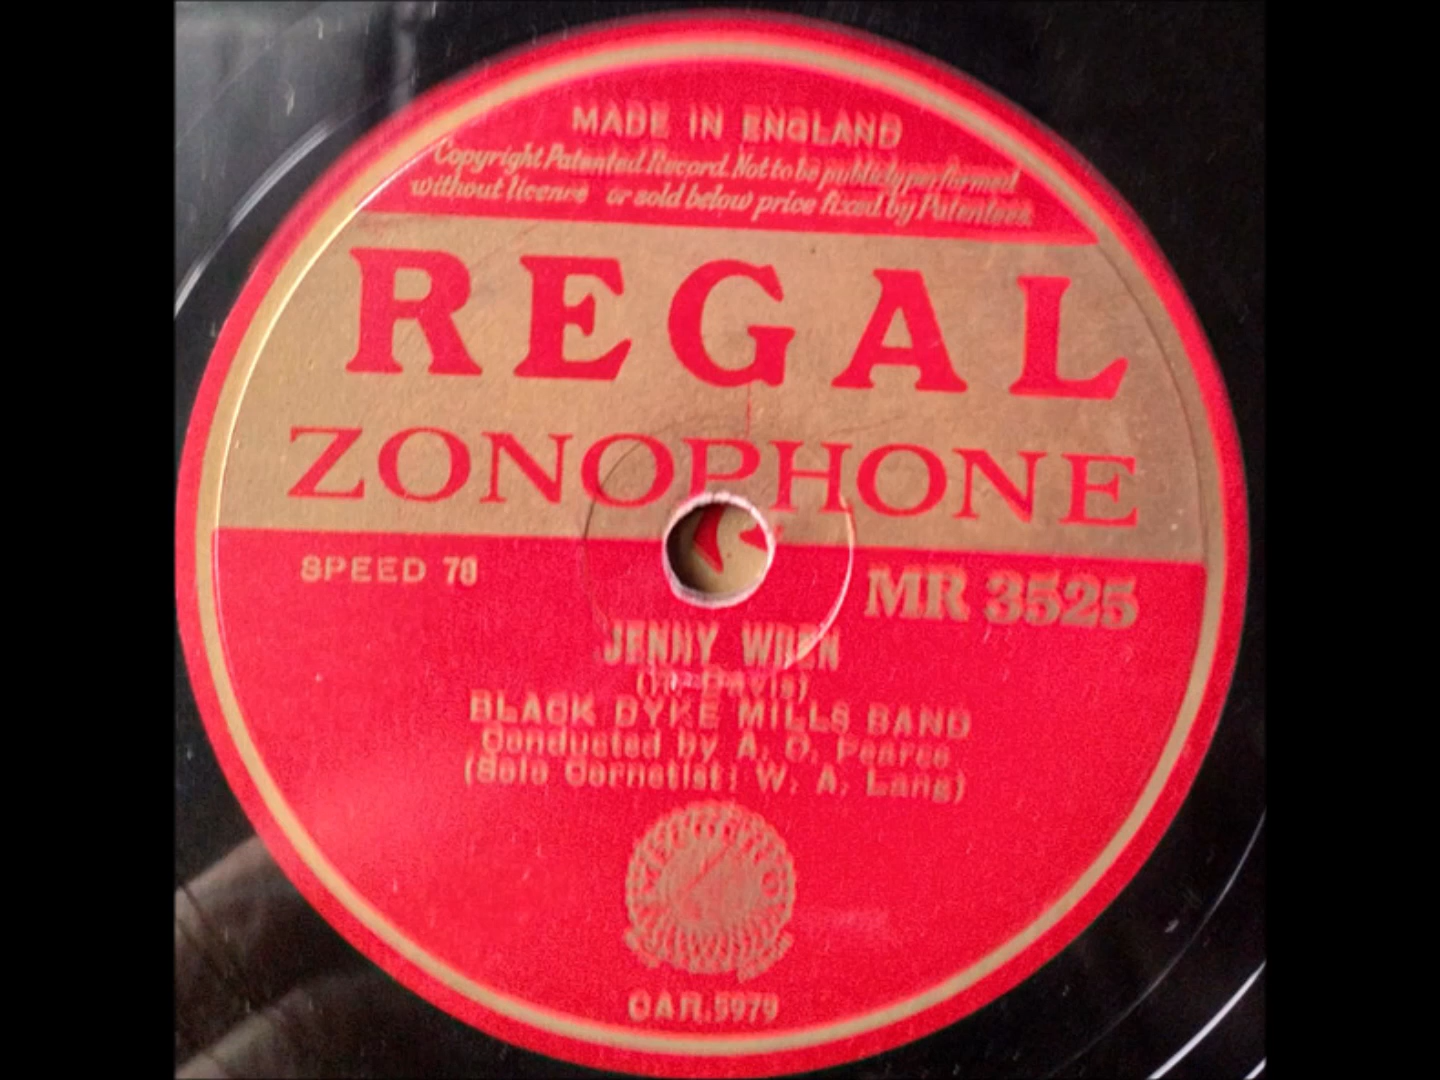 MADE IN ENGLAND
Copyright Patented Record. Not to be publicly performed
without licence or sold below price fixed by Patentees.
REGAL
ZONOPHONE
SPEED 78
MR 3525
JENNY WREN
Davis)
BLACK DYKE MILLS BAND
Conducted by A. O. Pearce
(Solo Cornetist: W. A. Lang)
CAR.5979